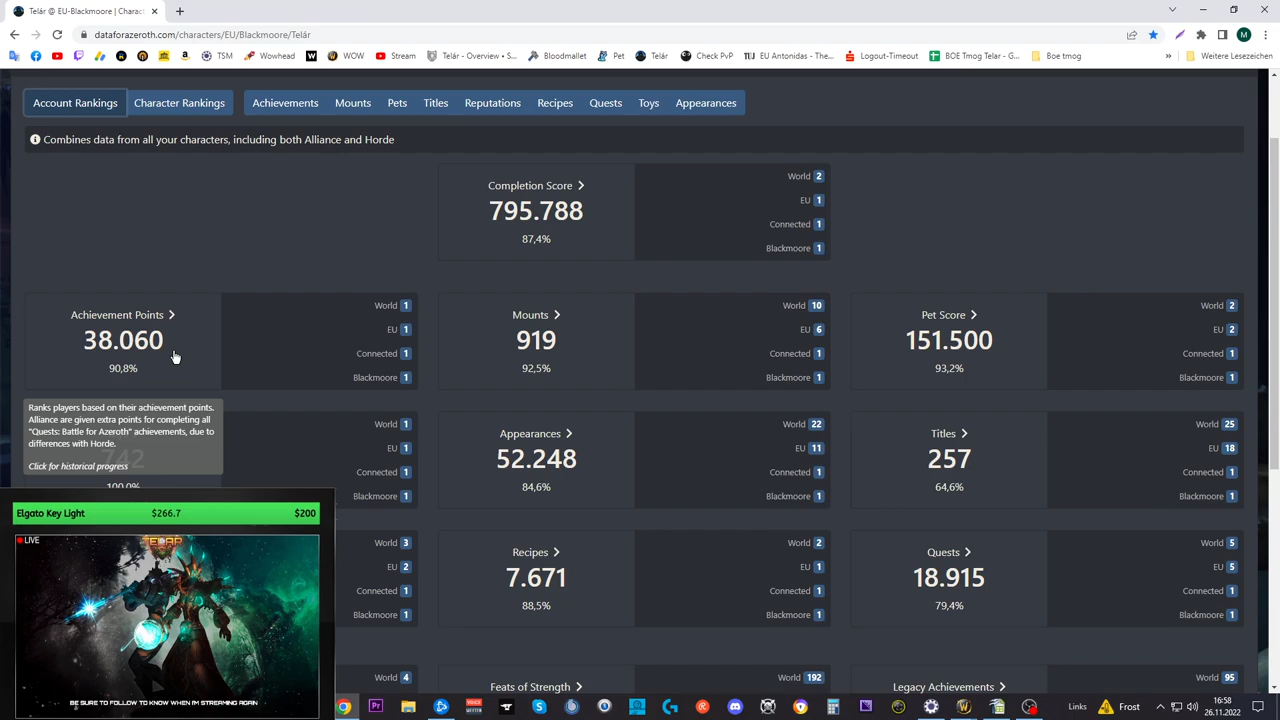 Telár @ EU-Blackmoore | Charact
dataforazeroth.com/characters/EU/Blackmoore/Telár
TSM Wowhead WOW Stream Telár - Overview - S... Bloodmallet Pet Telár Check PvP EU Antonidas - The... Logout-Timeout BOE Tmog Telar - G... Boe tmog » Weitere Lesezeichen
Account Rankings Character Rankings Achievements Mounts Pets Titles Reputations Recipes Quests Toys Appearances
Combines data from all your characters, including both Alliance and Horde
Completion Score
795.788
87,4%
World 2
EU 1
Connected 1
Blackmoore 1
Achievement Points
38.060
90,8%
World 1
EU 1
Connected 1
Blackmoore 1
Mounts
919
92,5%
World 10
EU 6
Connected 1
Blackmoore 1
Pet Score
151.500
93,2%
World 2
EU 2
Connected 1
Blackmoore 1
Ranks players based on their achievement points.
Alliance are given extra points for completing all
"Quests: Battle for Azeroth" achievements, due to
differences with Horde.
Click for historical progress
742
100,0%
World 1
EU 1
Connected 1
Blackmoore 1
Appearances
52.248
84,6%
World 22
EU 11
Connected 1
Blackmoore 1
Titles
257
64,6%
World 25
EU 18
Connected 1
Blackmoore 1
World 3
EU 2
Connected 1
Blackmoore 1
Recipes
7.671
88,5%
World 2
EU 1
Connected 1
Blackmoore 1
Quests
18.915
79,4%
World 5
EU 5
Connected 1
Blackmoore 1
World 4
Feats of Strength
World 192
Legacy Achievements
World 95
Elgato Key Light $266.7 $200
LIVE
TELAR
BE SURE TO FOLLOW TO KNOW WHEN I'M STREAMING AGAIN
Links Frost 16:58
26.11.2022